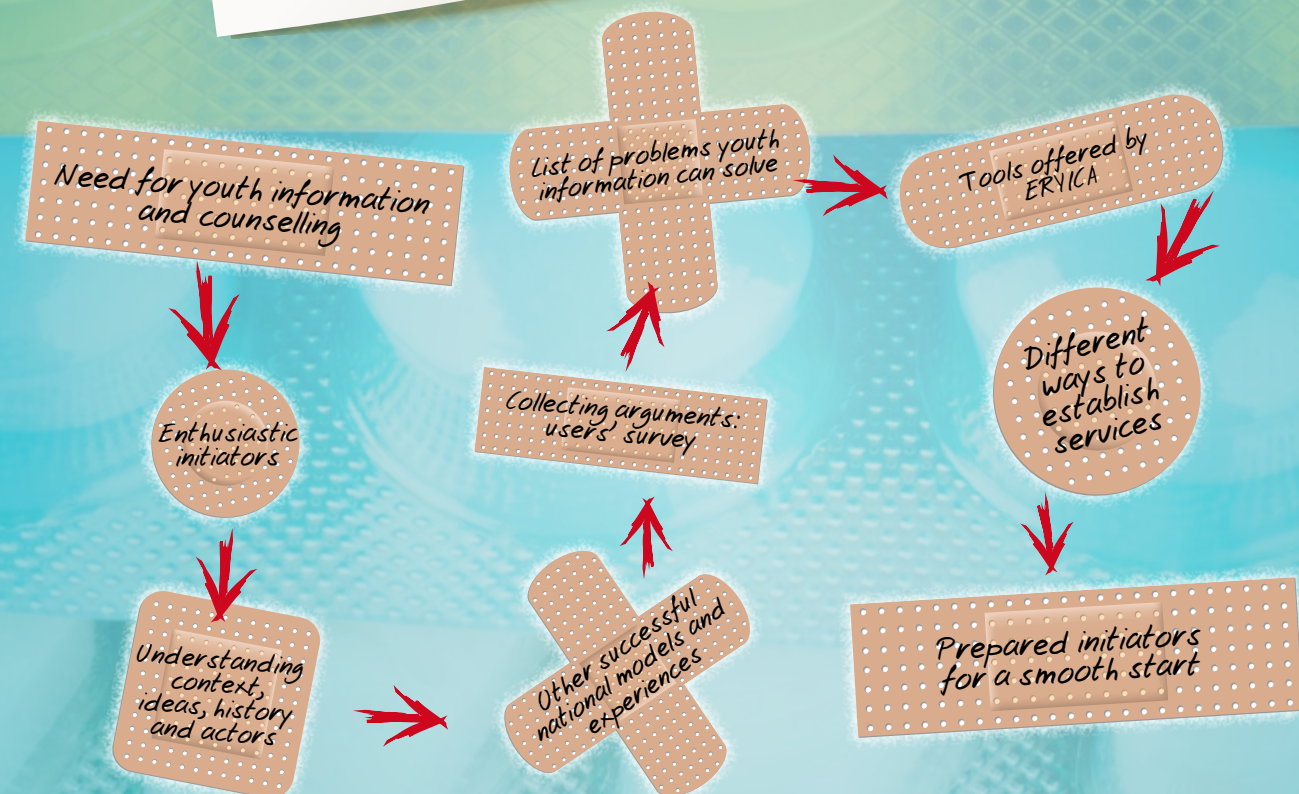 Need for youth information
and counselling
Enthusiastic
initiators
Understanding
context,
ideas, history
and actors
Other successful
national models and
experiences
Collecting arguments:
users' survey
List of problems youth
information can solve
Tools offered by
ERYICA
Different
ways to
establish
services
Prepared initiators
for a smooth start